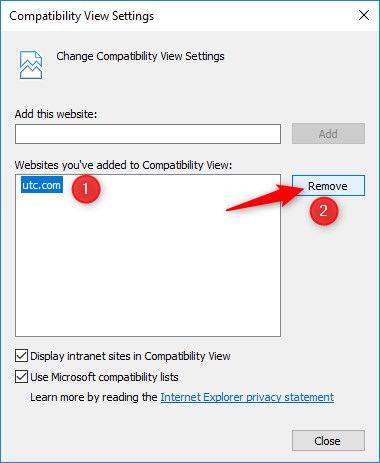 Compatibility View Settings
Change Compatibility View Settings
Add this website:
Add
Websites you've added to Compatibility View:
utc.com
1
Remove
2
Display intranet sites in Compatibility View
Use Microsoft compatibility lists
Learn more by reading the Internet Explorer privacy statement
Close